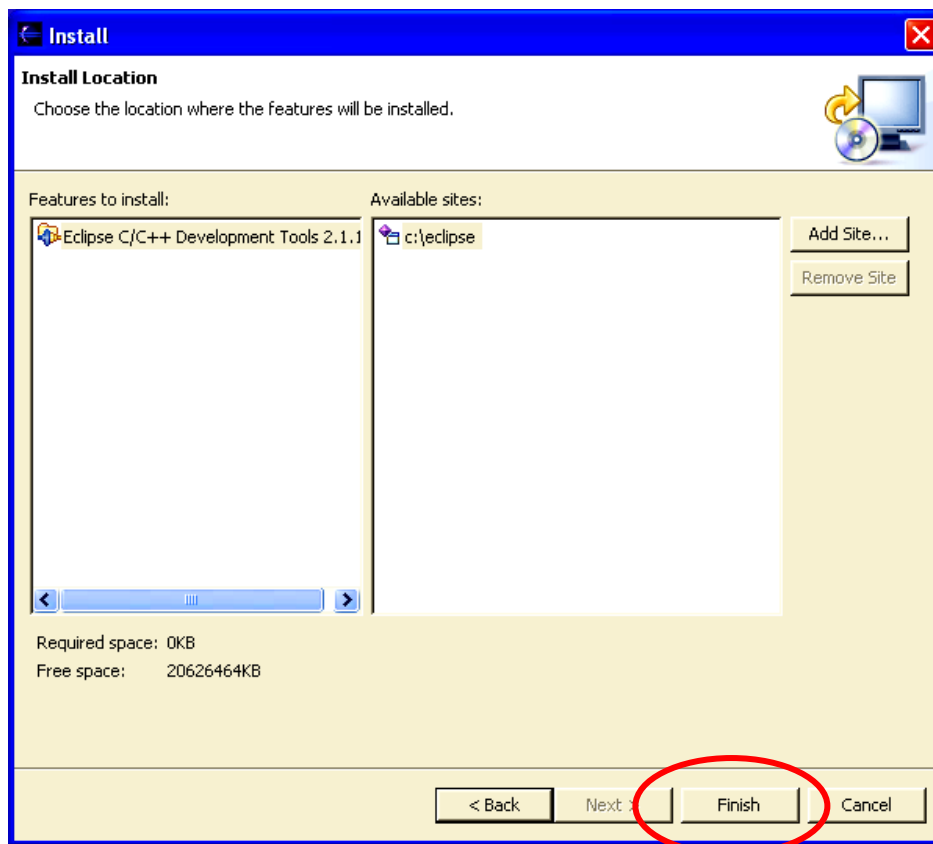 Install
Install Location
Choose the location where the features will be installed.
Features to install:
Available sites:
Eclipse C/C++ Development Tools 2.1.1
c:\eclipse
Add Site...
Remove Site
Required space: 0KB
Free space: 20626464KB
< Back
Next >
Finish
Cancel